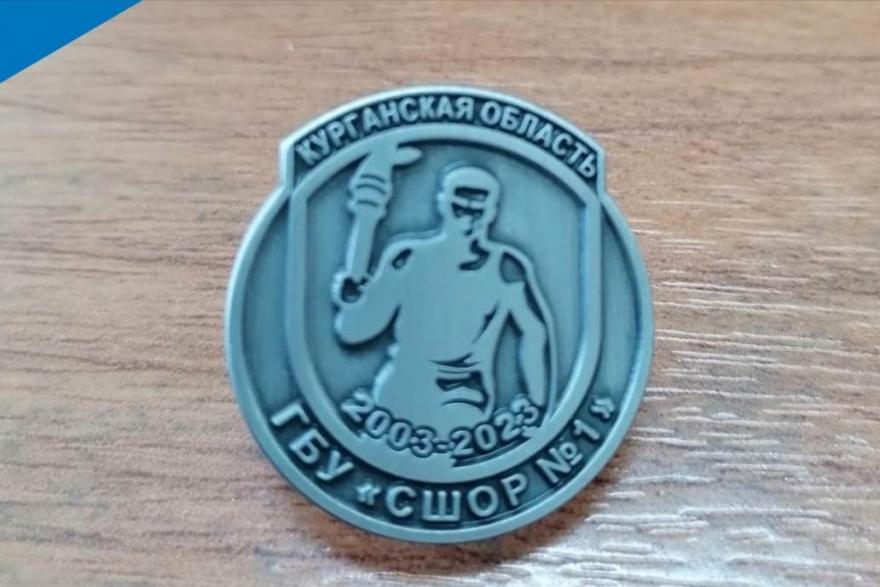 КУРГАНСКАЯ ОБЛАСТЬ
2003-2023
ГБУ «СШОР №1»